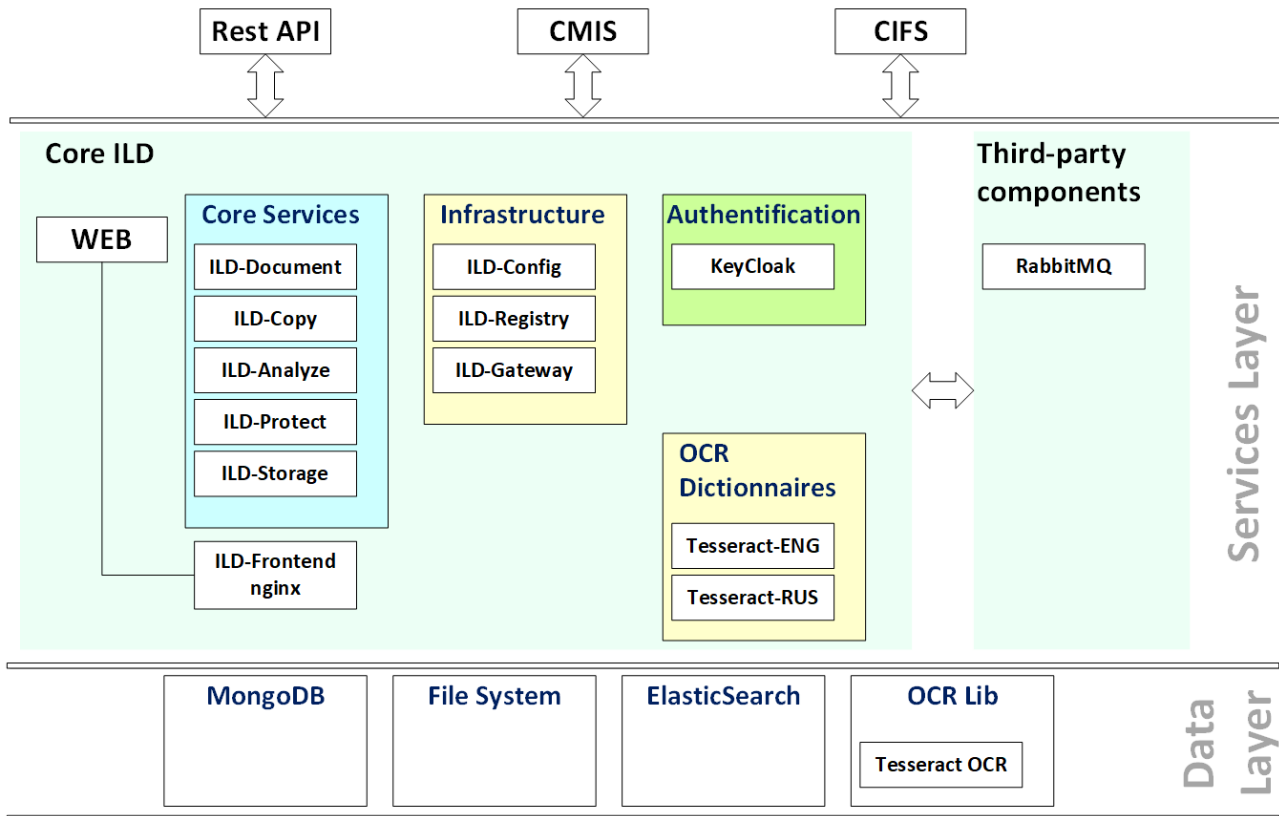 Rest API
CMIS
CIFS
Core ILD
Third-party
components
WEB
Core Services
ILD-Document
ILD-Copy
ILD-Analyze
ILD-Protect
ILD-Storage
ILD-Frontend
nginx
Infrastructure
ILD-Config
ILD-Registry
ILD-Gateway
Authentification
KeyCloak
OCR
Dictionnaires
Tesseract-ENG
Tesseract-RUS
RabbitMQ
Services Layer
MongoDB
File System
ElasticSearch
OCR Lib
Tesseract OCR
Data
Layer